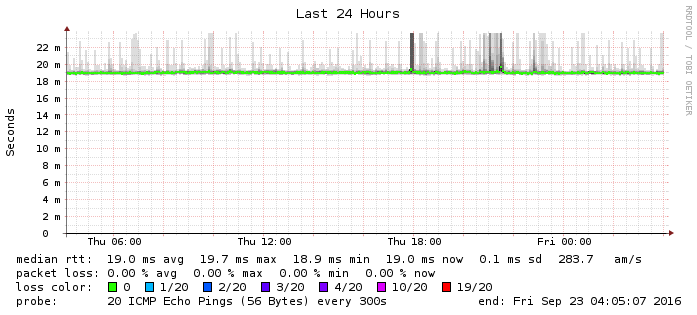 Last 24 Hours
RRDTOOL / TOBI OETIKER
Seconds
22 m
20 m
18 m
16 m
14 m
12 m
10 m
8 m
6 m
4 m
2 m
0
Thu 06:00 Thu 12:00 Thu 18:00 Fri 00:00
median rtt: 19.0 ms avg 19.7 ms max 18.9 ms min 19.0 ms now 0.1 ms sd 283.7 am/s
packet loss: 0.00 % avg 0.00 % max 0.00 % min 0.00 % now
loss color: 0 1/20 2/20 3/20 4/20 10/20 19/20
probe: 20 ICMP Echo Pings (56 Bytes) every 300s end: Fri Sep 23 04:05:07 2016